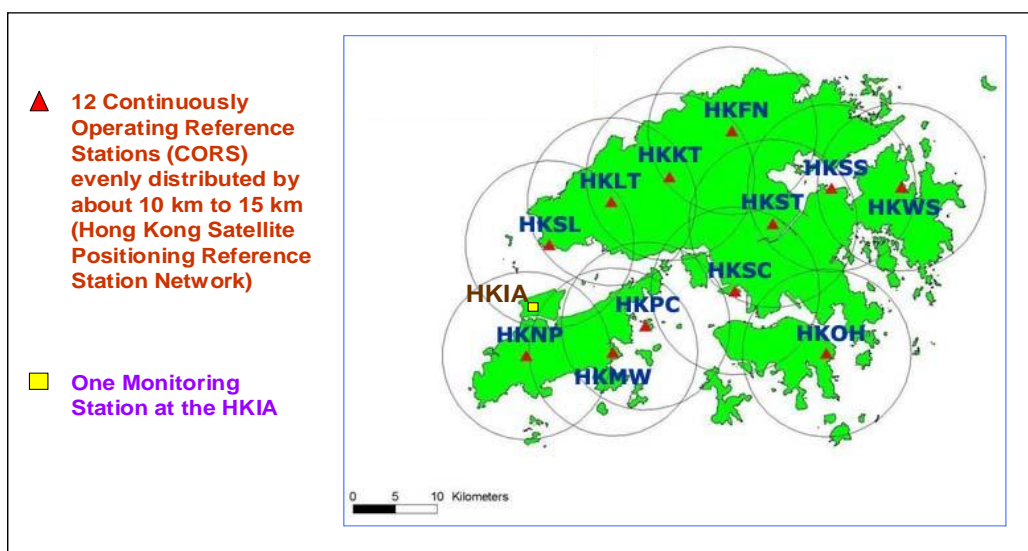 12 Continuously
Operating Reference
Stations (CORS)
evenly distributed by
about 10 km to 15 km
(Hong Kong Satellite
Positioning Reference
Station Network)
One Monitoring
Station at the HKIA
HKFN
HKKT
HKLT
HKSS
HKST
HKWS
HKSL
HKSC
HKIA
HKPC
HKNP
HKOH
HKMW
0 5 10 Kilometers